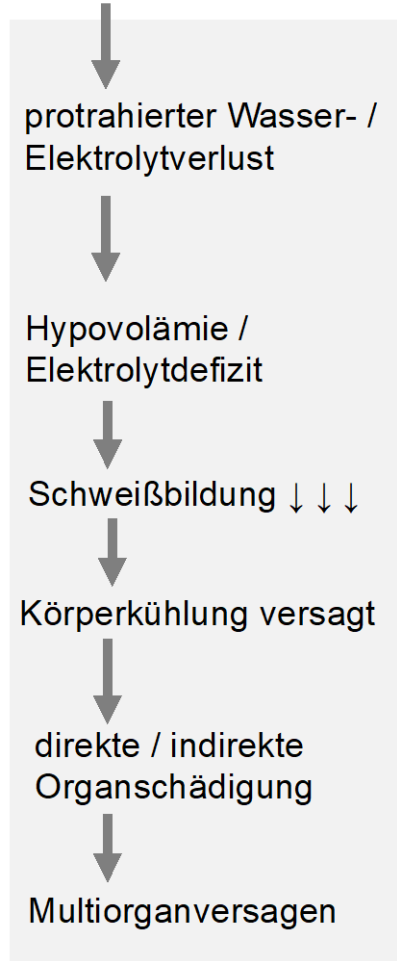 protrahierter Wasser- /
Elektrolytverlust
Hypovolämie /
Elektrolytdefizit
Schweißbildung ↓ ↓ ↓
Körperkühlung versagt
direkte / indirekte
Organschädigung
Multiorganversagen